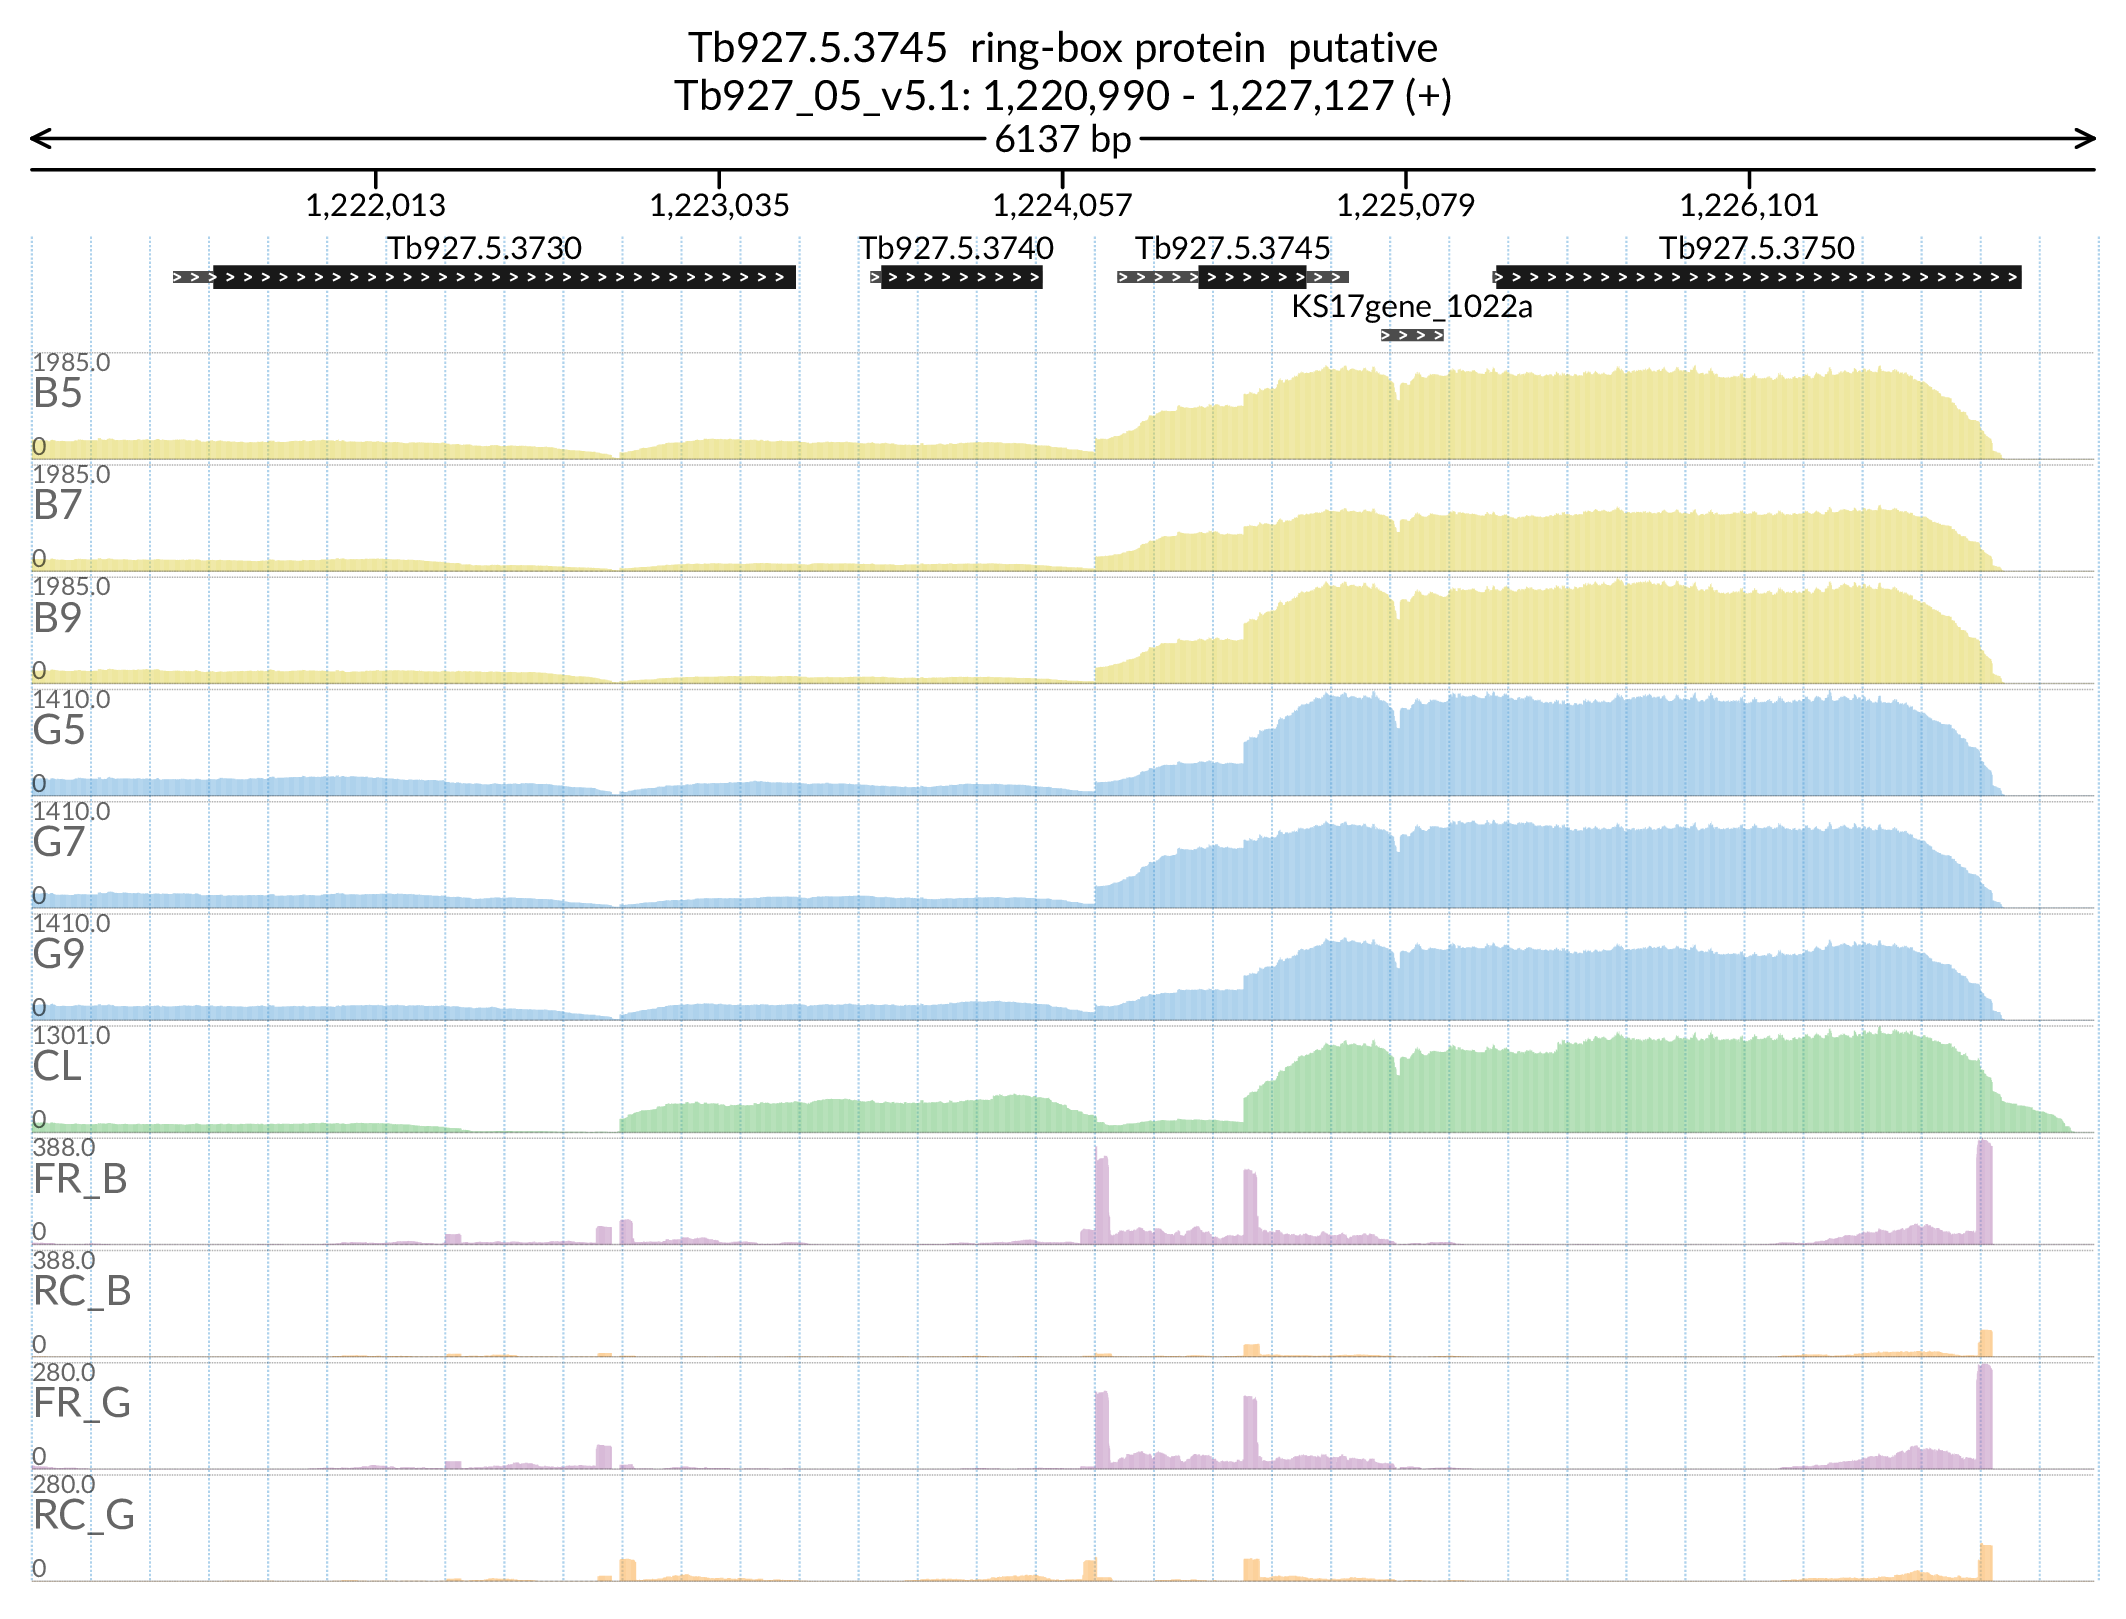 Tb927.5.3745  ring-box protein  putative
Tb927_05_v5.1: 1,220,990 - 1,227,127 (+)
6137 bp
1,222,013 1,223,035 1,224,057 1,225,079 1,226,101
Tb927.5.3730 Tb927.5.3740 Tb927.5.3745 Tb927.5.3750
KS17gene_1022a
1985.0
B5
0
1985.0
B7
0
1985.0
B9
0
1410.0
G5
0
1410.0
G7
0
1410.0
G9
0
1301.0
CL
0
388.0
FR_B
0
388.0
RC_B
0
280.0
FR_G
0
280.0
RC_G
0